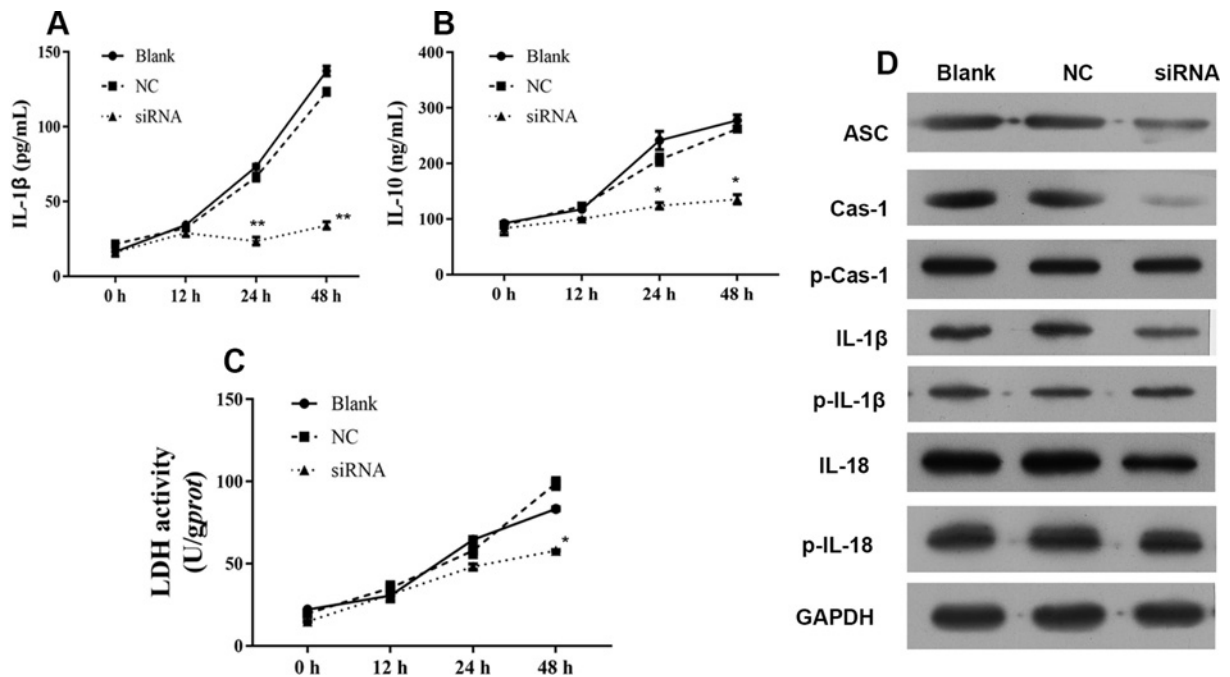 A
IL-1β (pg/mL)
150
100
50
0
Blank
NC
siRNA
**
**
0 h 12 h 24 h 48 h
B
IL-10 (ng/mL)
400
300
200
100
0
Blank
NC
siRNA
*
*
0 h 12 h 24 h 48 h
C
LDH activity
(U/gprot)
150
100
50
0
Blank
NC
siRNA
*
0 h 12 h 24 h 48 h
D
Blank NC siRNA
ASC
Cas-1
p-Cas-1
IL-1β
p-IL-1β
IL-18
p-IL-18
GAPDH